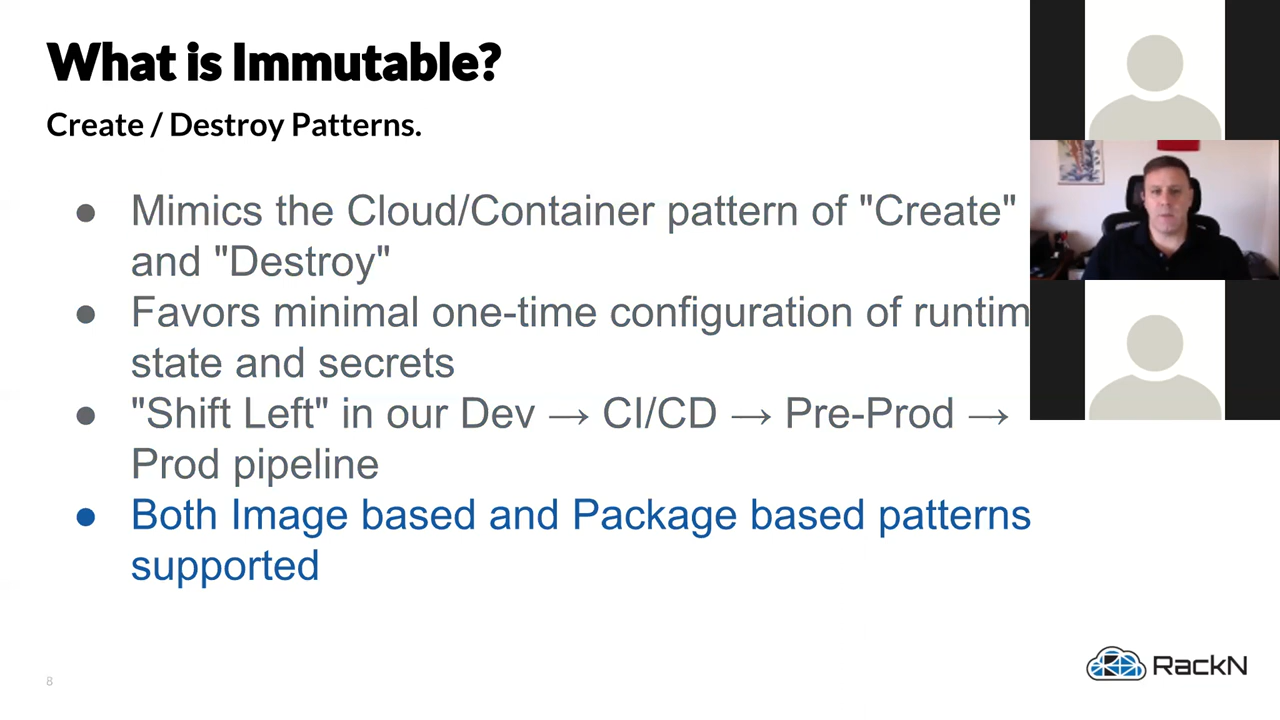 What is Immutable?
Create / Destroy Patterns.
● Mimics the Cloud/Container pattern of "Create"
and "Destroy"
● Favors minimal one-time configuration of runtim
state and secrets
● "Shift Left" in our Dev → CI/CD → Pre-Prod →
Prod pipeline
● Both Image based and Package based patterns
supported
8
RackN